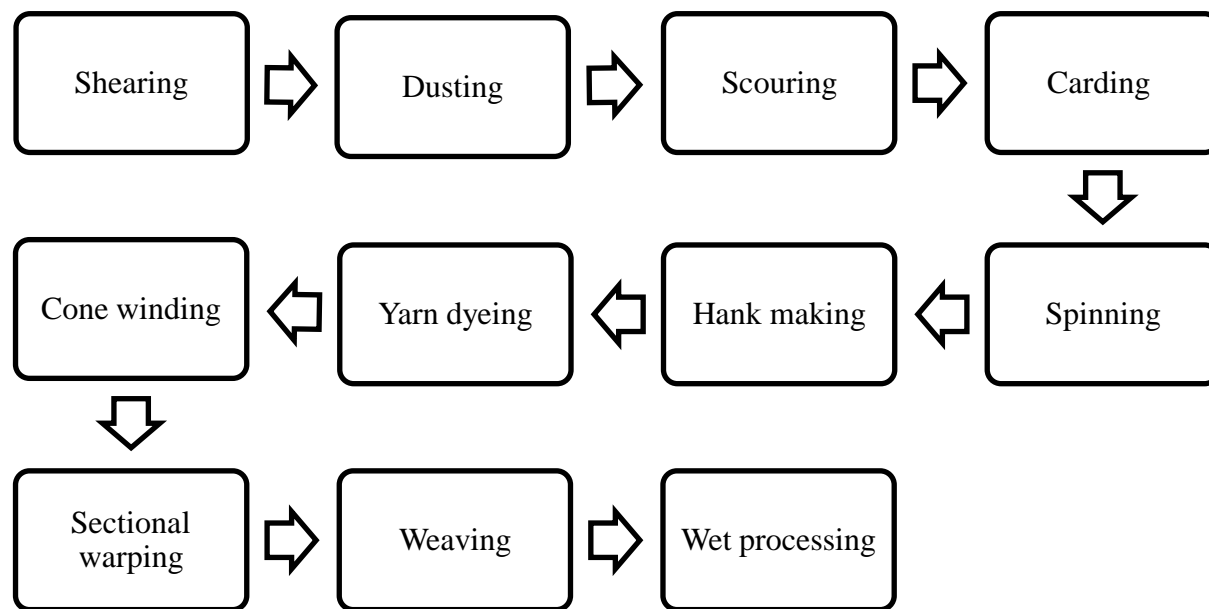 Shearing
Dusting
Scouring
Carding
Spinning
Hank making
Yarn dyeing
Cone winding
Sectional
warping
Weaving
Wet processing